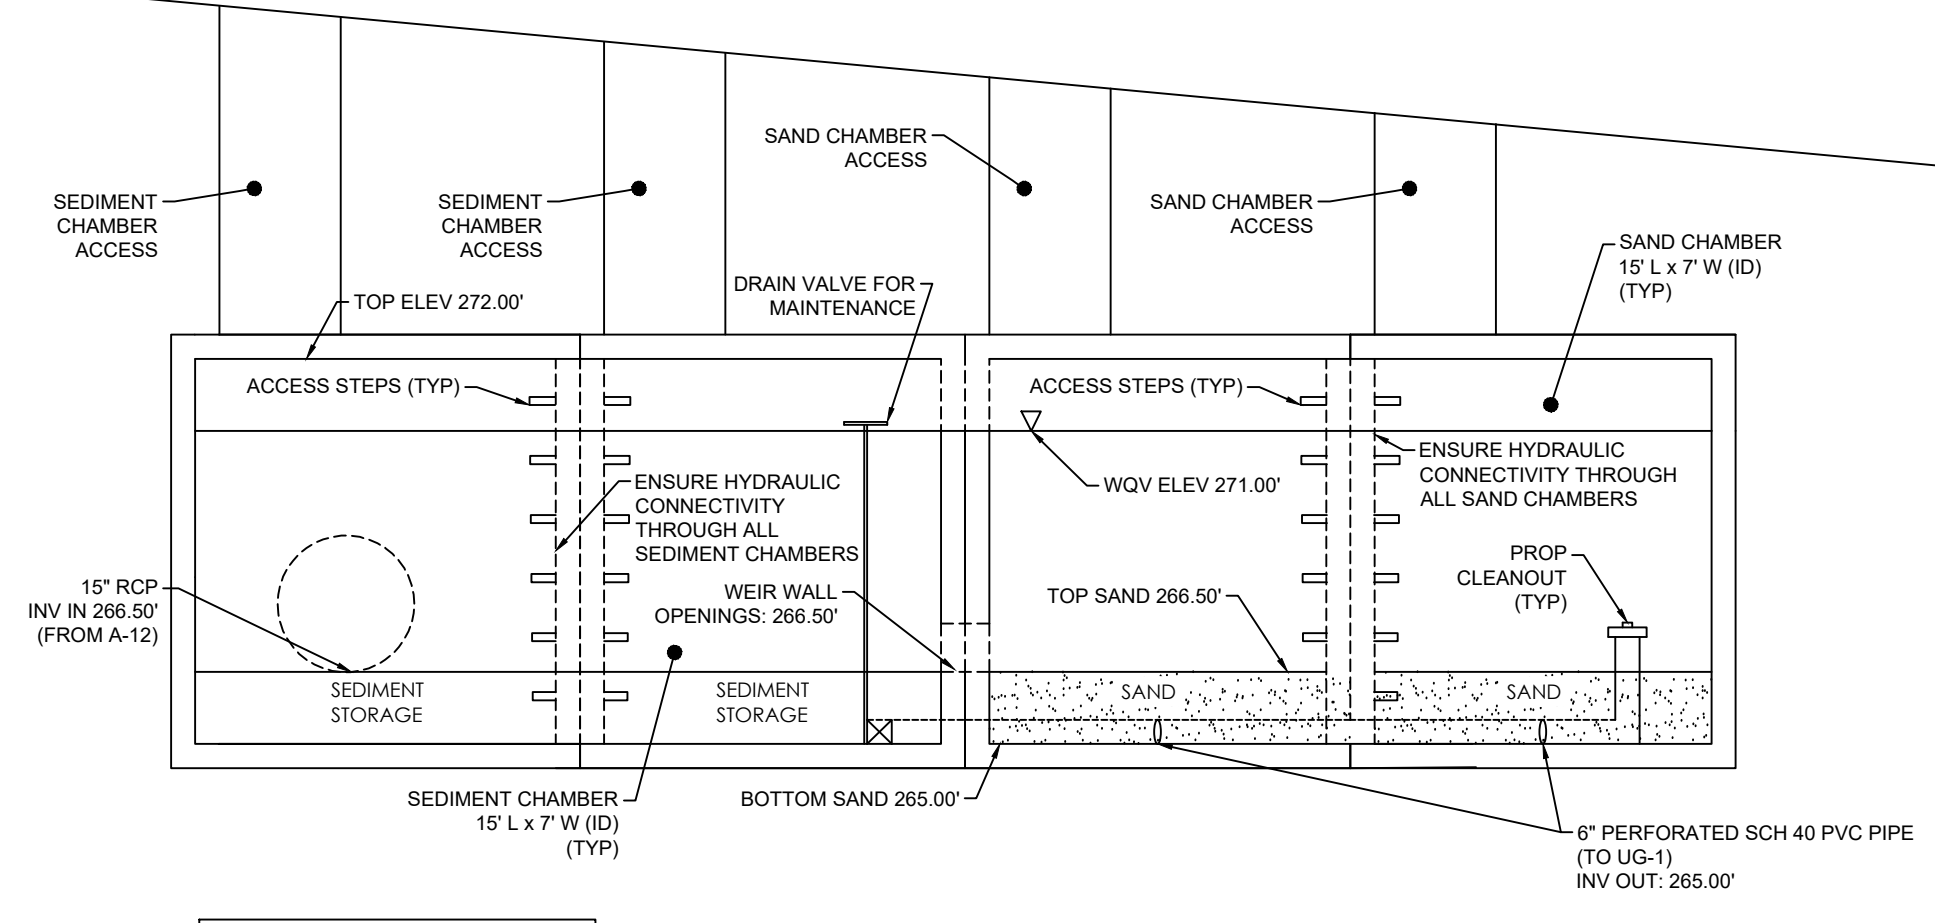 SAND CHAMBER
ACCESS
SEDIMENT
CHAMBER
ACCESS
SEDIMENT
CHAMBER
ACCESS
SAND CHAMBER
ACCESS
SAND CHAMBER
15' L x 7' W (ID)
(TYP)
DRAIN VALVE FOR
MAINTENANCE
TOP ELEV 272.00'
ACCESS STEPS (TYP)
ACCESS STEPS (TYP)
ENSURE HYDRAULIC
CONNECTIVITY THROUGH
ALL SAND CHAMBERS
ENSURE HYDRAULIC
CONNECTIVITY
THROUGH ALL
SEDIMENT CHAMBERS
WQV ELEV 271.00'
PROP
CLEANOUT
(TYP)
15" RCP
INV IN 266.50'
(FROM A-12)
WEIR WALL
OPENINGS: 266.50'
TOP SAND 266.50'
SEDIMENT
STORAGE
SEDIMENT
STORAGE
SAND
SAND
SEDIMENT CHAMBER
15' L x 7' W (ID)
(TYP)
BOTTOM SAND 265.00'
6" PERFORATED SCH 40 PVC PIPE
(TO UG-1)
INV OUT: 265.00'